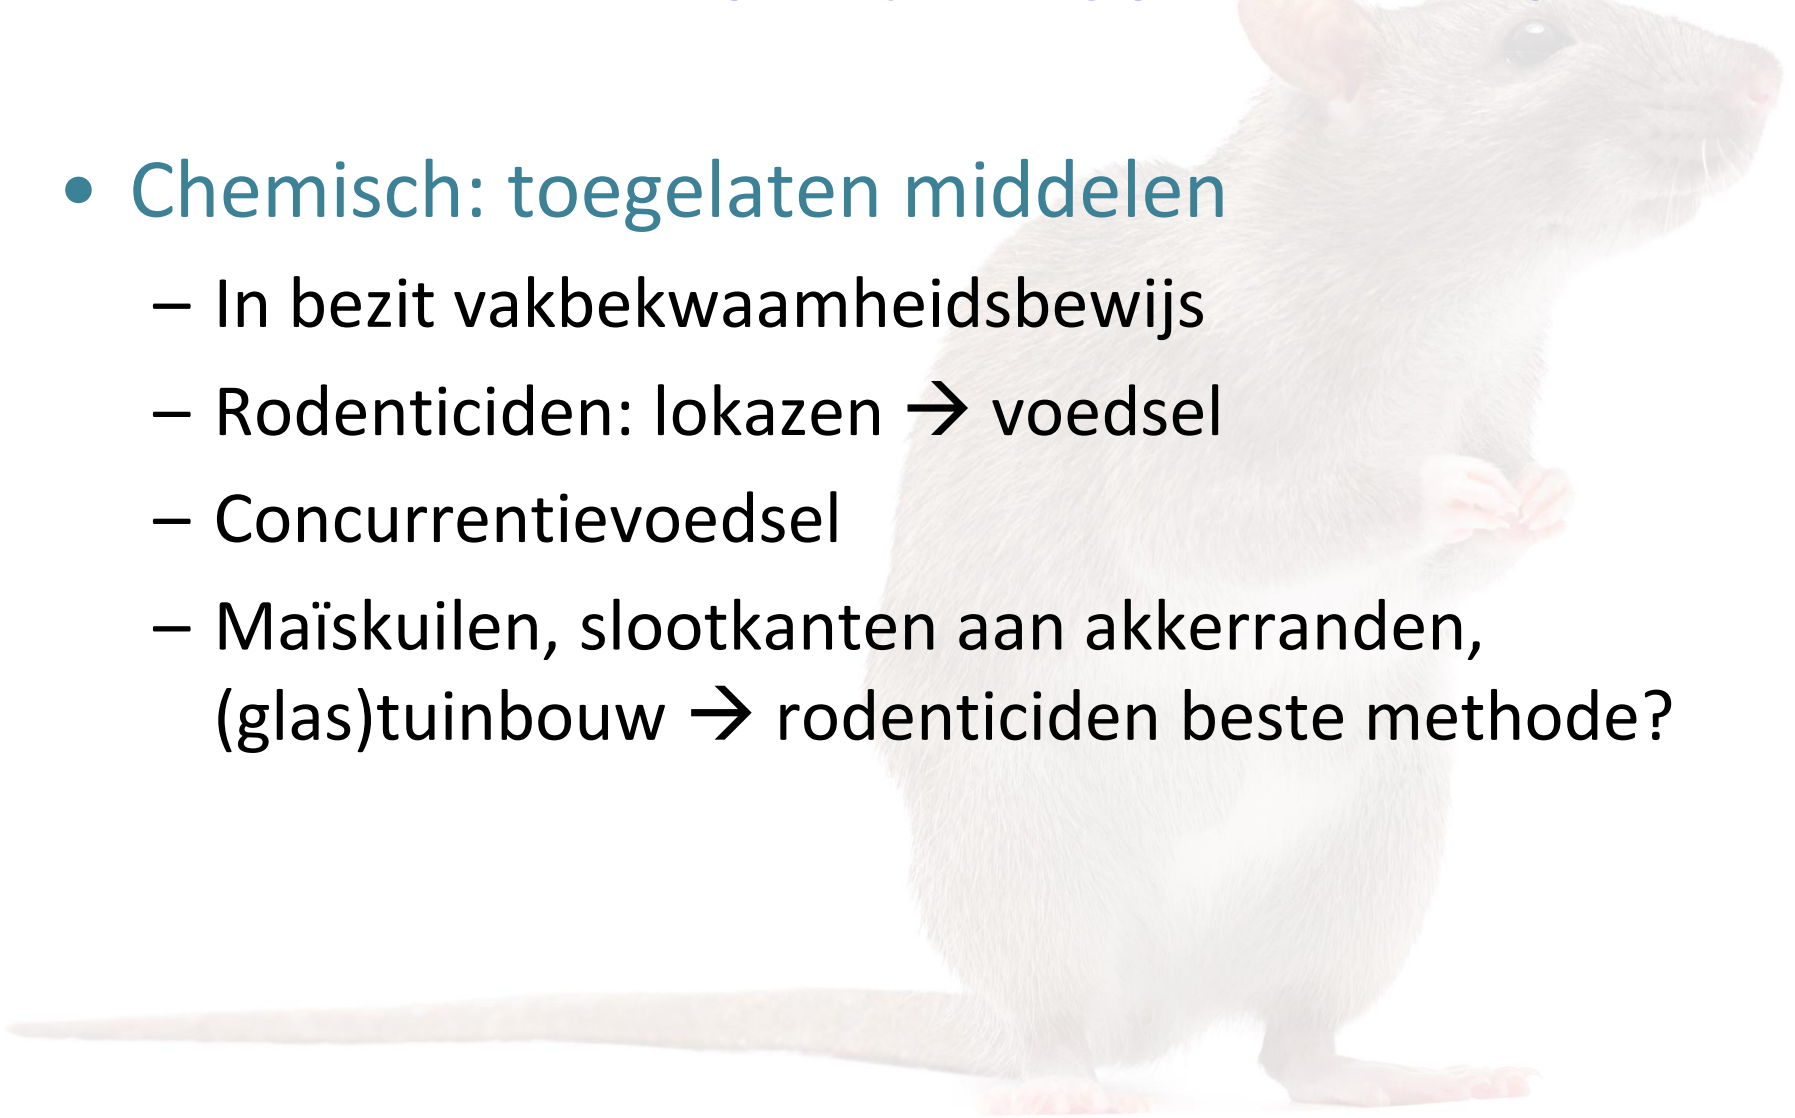 • Chemisch: toegelaten middelen
– In bezit vakbekwaamheidsbewijs
– Rodenticiden: lokazen → voedsel
– Concurrentievoedsel
– Maïskuilen, slootkanten aan akkerranden,
(glas)tuinbouw → rodenticiden beste methode?